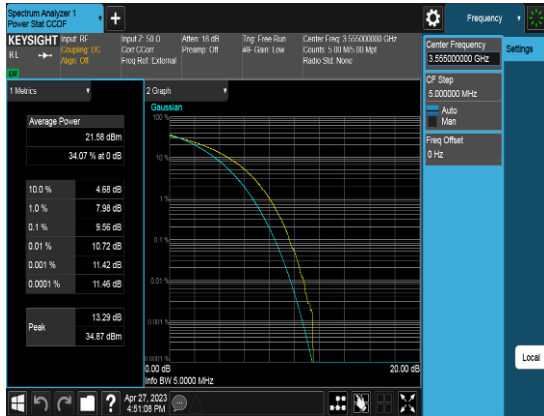 Spectrum Analyzer 1
Power Stat CCDF
Frequency
KEYSIGHT
RL
Input: RF
Coupling: DC
Align: Off
Input Z: 50 Ω
Corr CCorr
Freq Ref: External
Atten: 18 dB
Preamp: Off
Trig: Free Run
#IF Gain: Low
Center Freq: 3.555000000 GHz
Counts: 5.00 M/5.00 Mpt
Radio Std: None
Center Frequency
3.555000000 GHz
Settings
CF Step
5.000000 MHz
Auto
Man
Freq Offset
0 Hz
1 Metrics
2 Graph
Gaussian
Average Power
21.58 dBm
34.07 % at 0 dB
10.0 % 4.68 dB
1.0 % 7.98 dB
0.1 % 9.56 dB
0.01 % 10.72 dB
0.001 % 11.42 dB
0.0001 % 11.46 dB
Peak
13.29 dB
34.87 dBm
100 %
10 %
1 %
0.1 %
0.01 %
0.001 %
0.0001 %
0.00 dB
20.00 dB
Info BW 5.0000 MHz
Local
?
Apr 27, 2023
4:51:08 PM